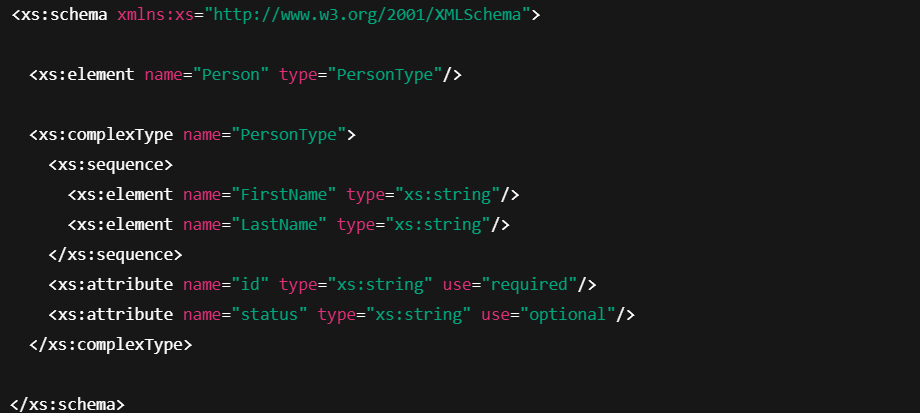 <xs:schema xmlns:xs="http://www.w3.org/2001/XMLSchema">
<xs:element name="Person" type="PersonType"/>
<xs:complexType name="PersonType">
<xs:sequence>
<xs:element name="FirstName" type="xs:string"/>
<xs:element name="LastName" type="xs:string"/>
</xs:sequence>
<xs:attribute name="id" type="xs:string" use="required"/>
<xs:attribute name="status" type="xs:string" use="optional"/>
</xs:complexType>
</xs:schema>